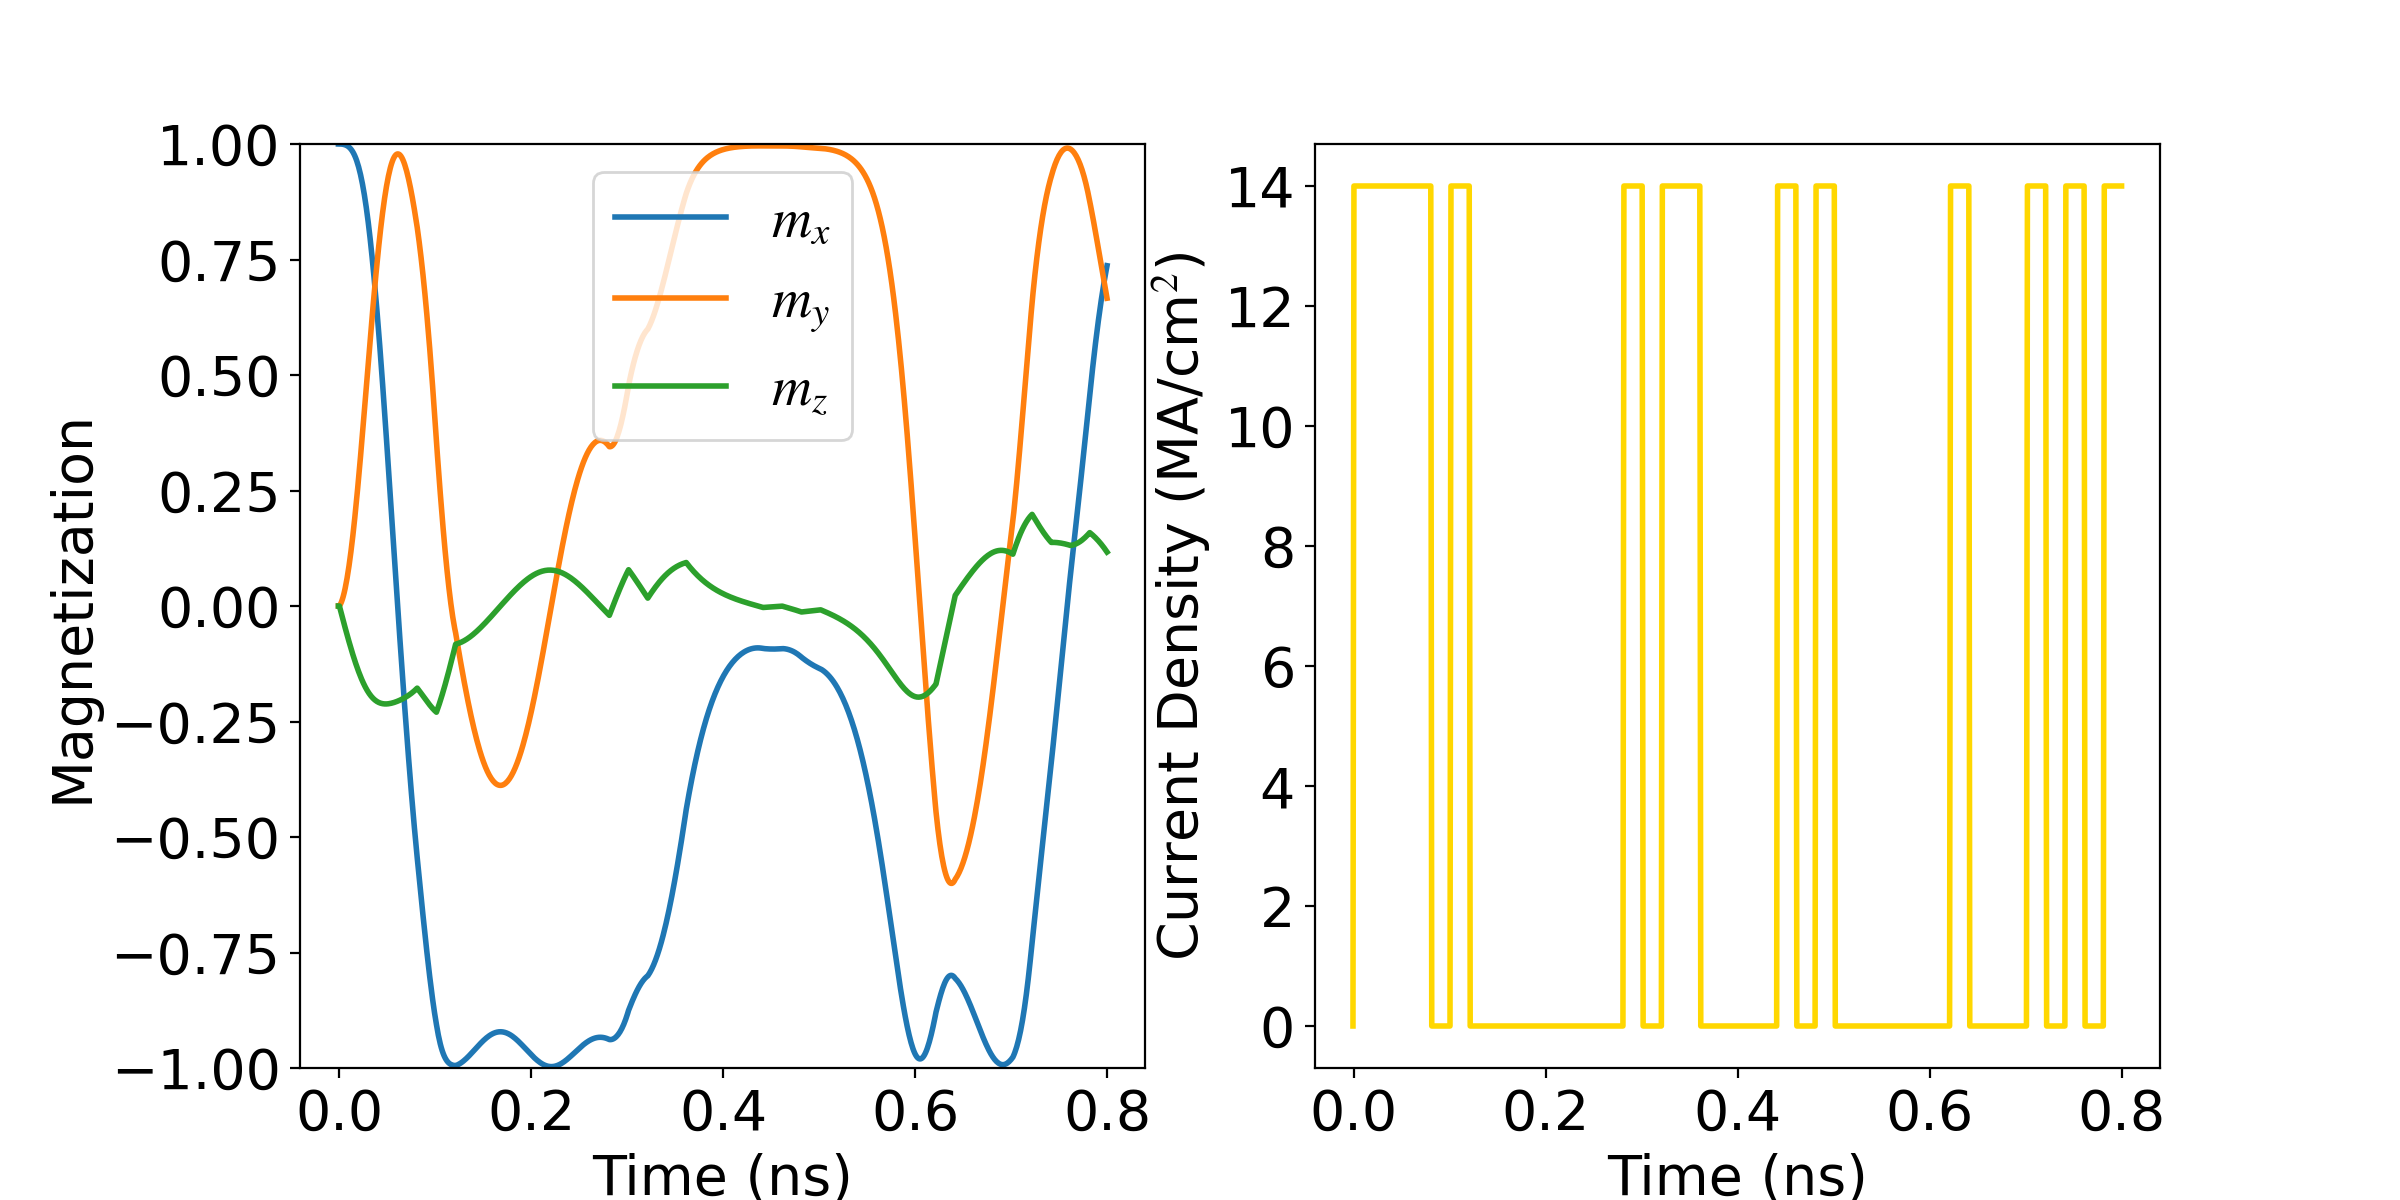 1.00
0.75
0.50
0.25
0.00
−0.25
−0.50
−0.75
−1.00
Magnetization
0.0 0.2 0.4 0.6 0.8
Time (ns)
m_x
m_y
m_z
14
12
10
8
6
4
2
0
Current Density (MA/cm²)
0.0 0.2 0.4 0.6 0.8
Time (ns)